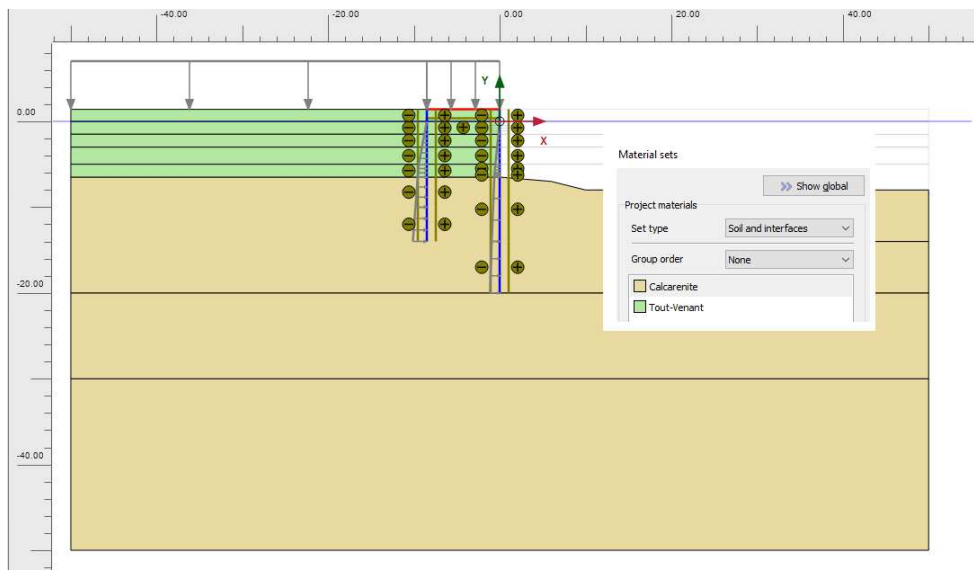 -40.00 -20.00 0.00 20.00 40.00
Y
0.00
X
Material sets
Show global
Project materials
Set type Soil and interfaces
Group order None
Calcarenite
Tout-Venant
-20.00
-40.00